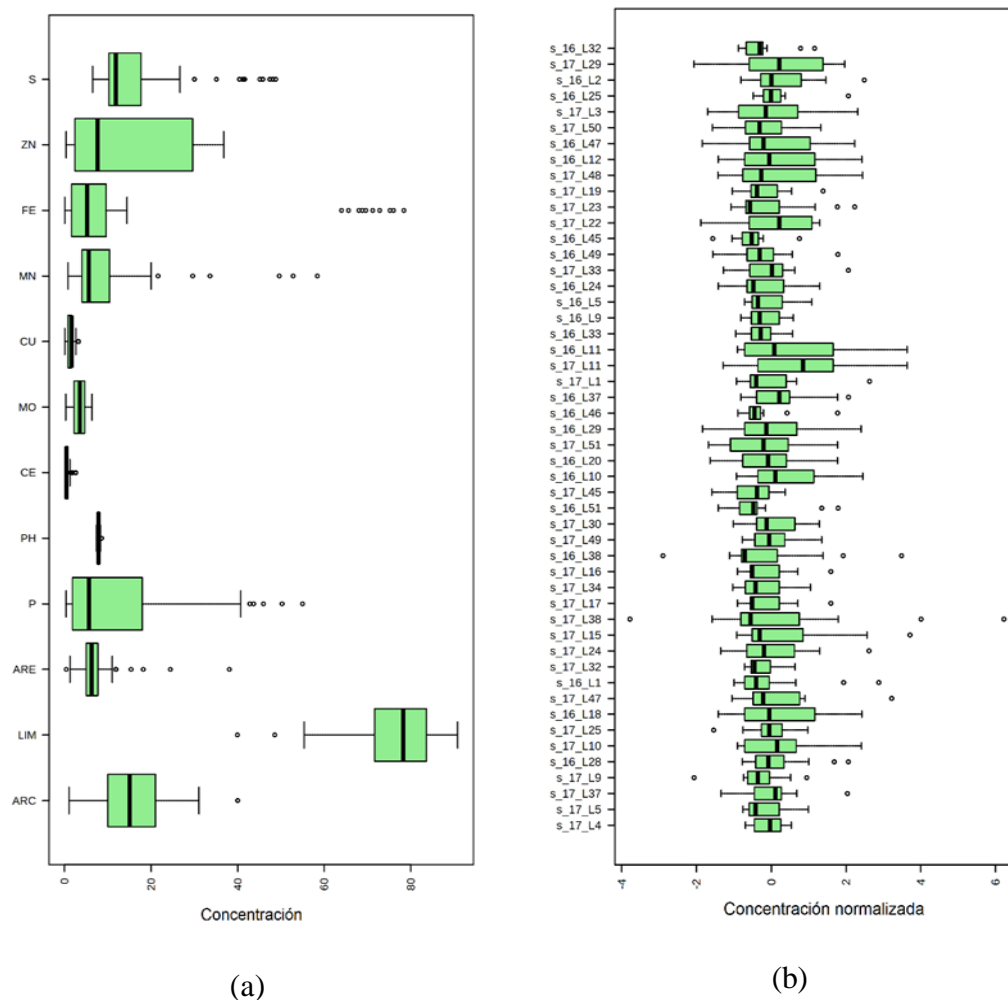 S
ZN
FE
MN
CU
MO
CE
PH
P
ARE
LIM
ARC
0
20
40
60
80
Concentración
(a)
s_16_L32
s_17_L29
s_16_L2
s_16_L25
s_17_L3
s_17_L50
s_16_L47
s_16_L12
s_17_L48
s_17_L19
s_17_L23
s_17_L22
s_16_L45
s_16_L49
s_17_L33
s_16_L24
s_16_L5
s_16_L9
s_16_L33
s_16_L11
s_17_L11
s_17_L1
s_16_L37
s_16_L46
s_16_L29
s_17_L51
s_16_L20
s_16_L10
s_17_L45
s_16_L51
s_17_L30
s_17_L49
s_16_L38
s_17_L16
s_17_L34
s_17_L17
s_17_L38
s_17_L15
s_17_L24
s_17_L32
s_16_L1
s_17_L47
s_16_L18
s_17_L25
s_17_L10
s_16_L28
s_17_L9
s_17_L37
s_17_L5
s_17_L4
-4
-2
0
2
4
6
Concentración normalizada
(b)